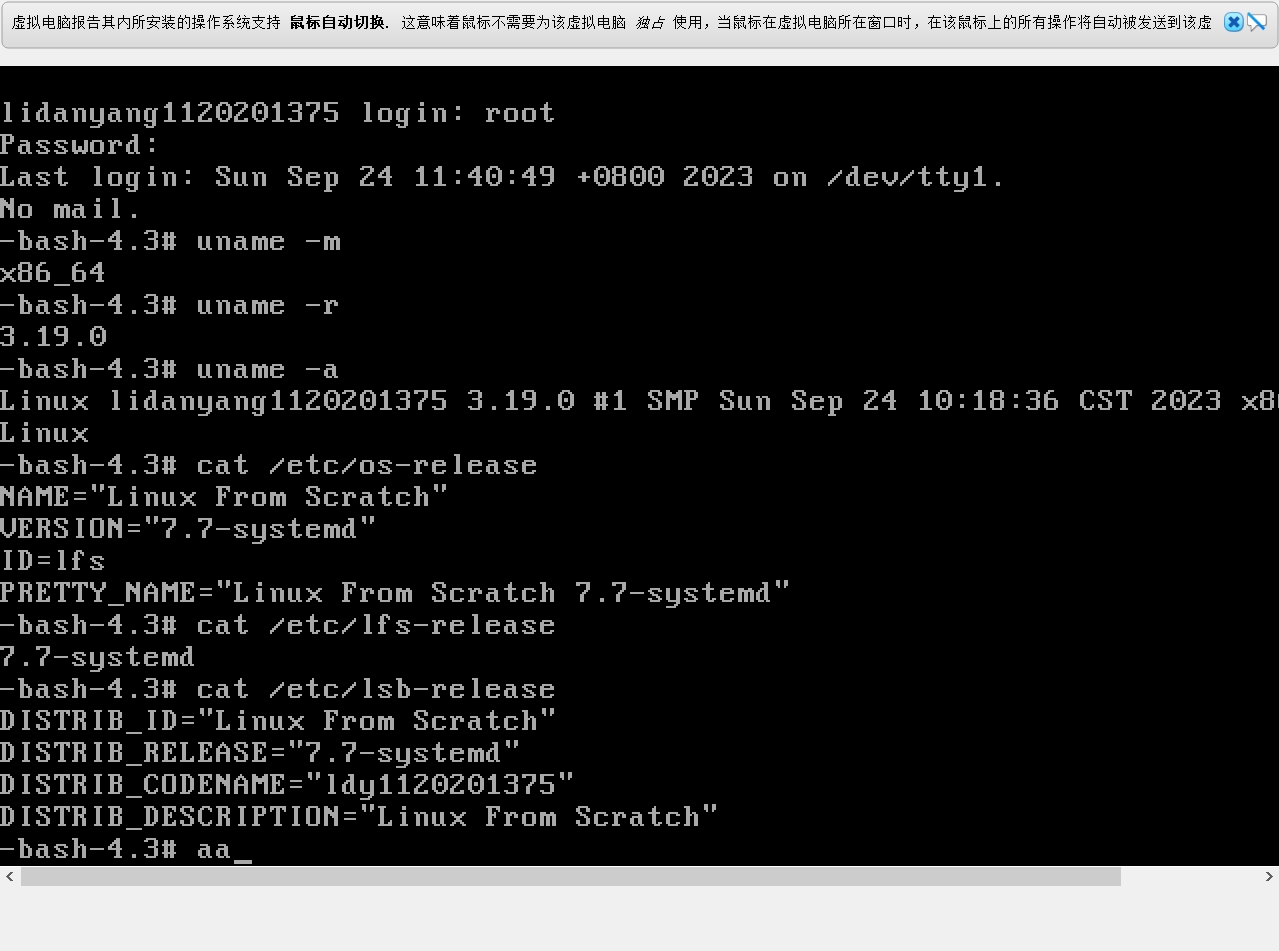 虚拟电脑报告其内所安装的操作系统支持 鼠标自动切换. 这意味着鼠标不需要为该虚拟电脑 独占 使用，当鼠标在虚拟电脑所在窗口时，在该鼠标上的所有操作将自动被发送到该虚
lidanyang1120201375 login: root
Password:
Last login: Sun Sep 24 11:40:49 +0800 2023 on /dev/tty1.
No mail.
-bash-4.3# uname -m
x86_64
-bash-4.3# uname -r
3.19.0
-bash-4.3# uname -a
Linux lidanyang1120201375 3.19.0 #1 SMP Sun Sep 24 10:18:36 CST 2023 x8
Linux
-bash-4.3# cat /etc/os-release
NAME="Linux From Scratch"
VERSION="7.7-systemd"
ID=lfs
PRETTY_NAME="Linux From Scratch 7.7-systemd"
-bash-4.3# cat /etc/lfs-release
7.7-systemd
-bash-4.3# cat /etc/lsb-release
DISTRIB_ID="Linux From Scratch"
DISTRIB_RELEASE="7.7-systemd"
DISTRIB_CODENAME="ldy1120201375"
DISTRIB_DESCRIPTION="Linux From Scratch"
-bash-4.3# aa_